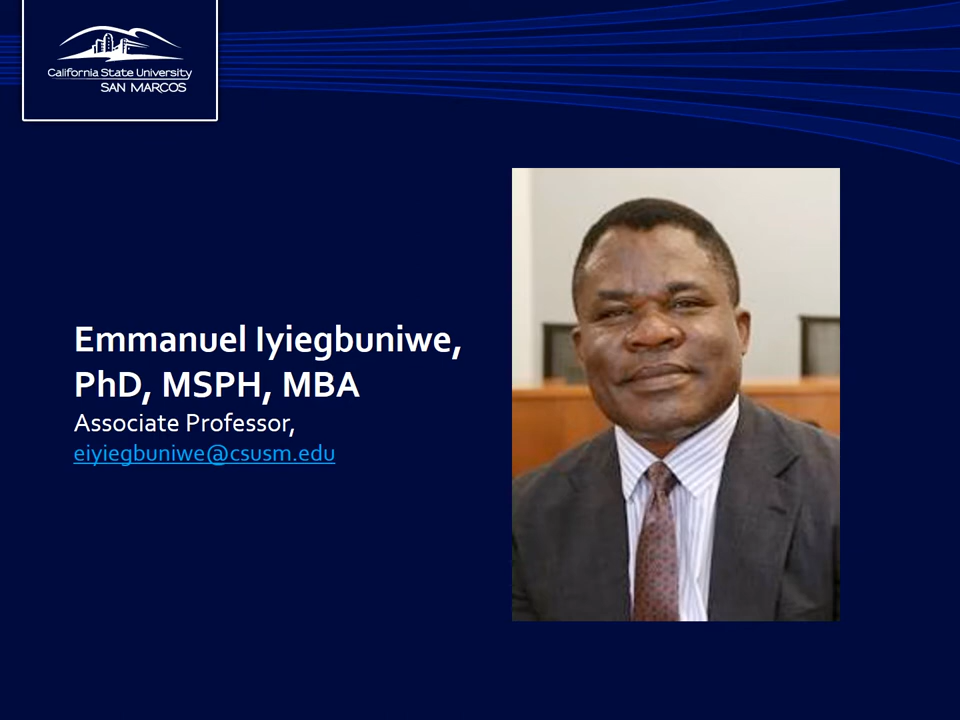 California State University
SAN MARCOS
Emmanuel Iyiegbuniwe,
PhD, MSPH, MBA
Associate Professor,
eiyiegbuniwe@csusm.edu